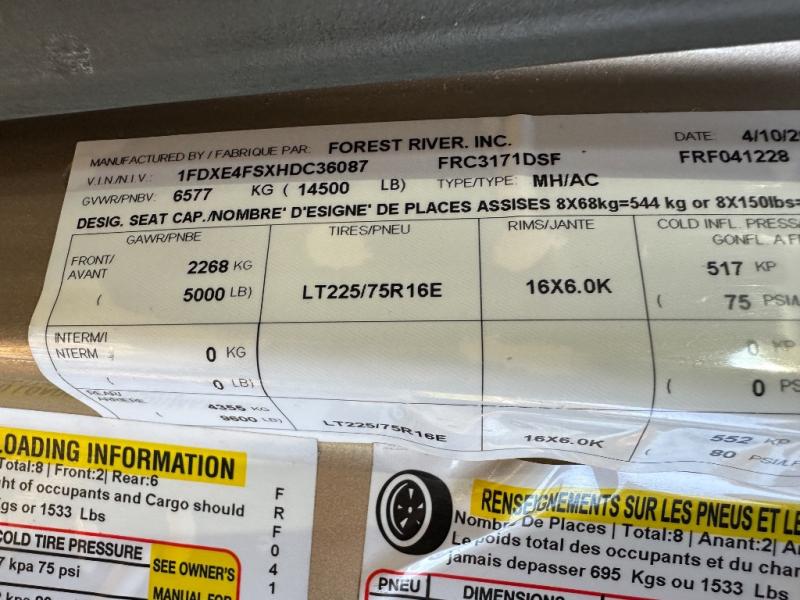 MANUFACTURED BY / FABRIQUE PAR: FOREST RIVER. INC. DATE: 4/10/2
V.I.N./N.I.V.: 1FDXE4FSXHDC36087 FRC3171DSF FRF041228
GVWR/PNBV: 6577 KG ( 14500 LB) TYPE/TYPE: MH/AC
DESIG. SEAT CAP./NOMBRE' D'ESIGNE' DE PLACES ASSISES 8X68kg=544 kg or 8X150lbs=
GAWR/PNBE TIRES/PNEU RIMS/JANTE COLD INFL. PRESS
GONFL. A F
FRONT/ 2268 KG 517 KP
AVANT
( 5000 LB) LT225/75R16E 16X6.0K ( 75 PSI/
INTERM/I 0 KG 0 KP
NTERM
( 0 LB) ( 0 PS
REAR/ 4355 KG LT225/75R16E 16X6.0K 552 KP
ARRIERE 9600 LB) 80 PSI/
LOADING INFORMATION
Total:8 | Front:2| Rear:6
ght of occupants and Cargo should
Kgs or 1533 Lbs
COLD TIRE PRESSURE
7 kpa 75 psi
SEE OWNER'S
MANUAL FOR
F
R
F
0
4
1
RENSEIGNEMENTS SUR LES PNEUS ET LE
Nombre De Places | Total:8 | Anant:2| A
Le poids total des occupants et du char
jamais depasser 695 Kgs ou 1533 Lbs
PNEU DIMENSIONS